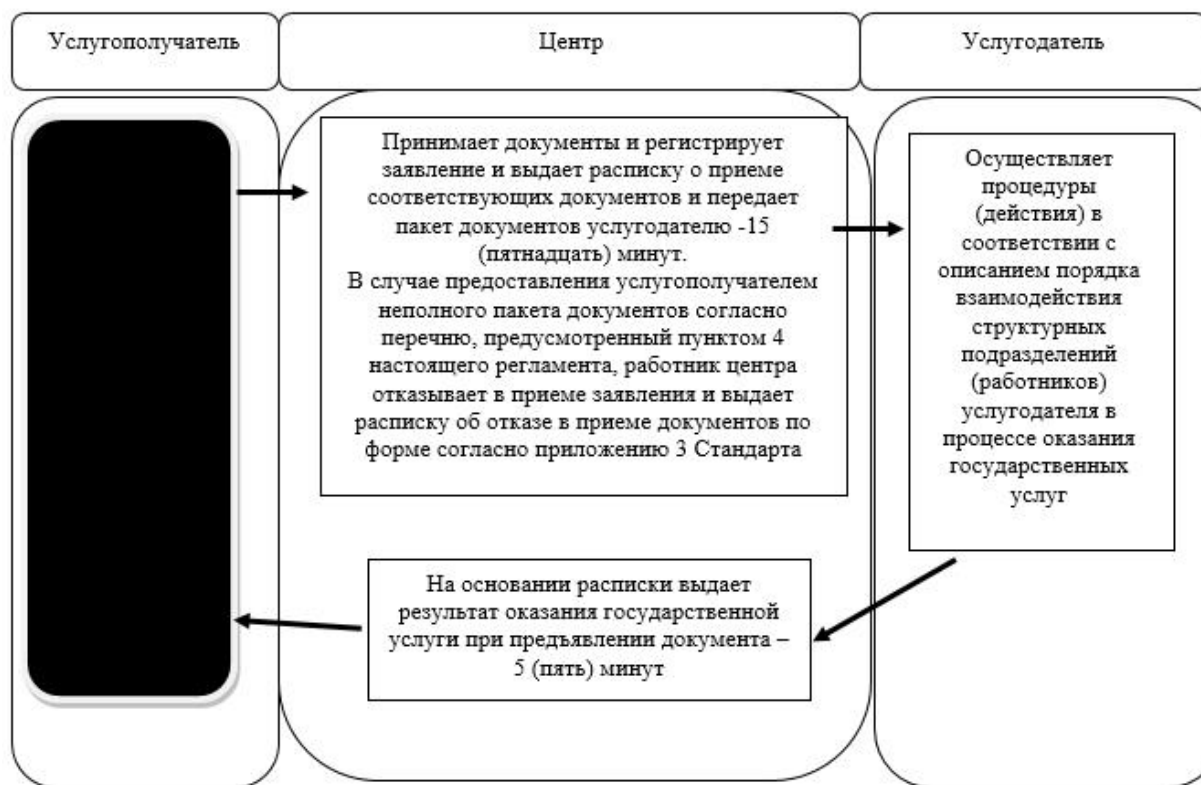 Услугополучатель
Центр
Услугодатель
Принимает документы и регистрирует
заявление и выдает расписку о приеме
соответствующих документов и передает
пакет документов услугодателю -15
(пятнадцать) минут.
В случае предоставления услугополучателем
неполного пакета документов согласно
перечню, предусмотренный пунктом 4
настоящего регламента, работник центра
отказывает в приеме заявления и выдает
расписку об отказе в приеме документов по
форме согласно приложению 3 Стандарта
Осуществляет
процедуры
(действия) в
соответствии с
описанием порядка
взаимодействия
структурных
подразделений
(работников)
услугодателя в
процессе оказания
государственных
услуг
На основании расписки выдает
результат оказания государственной
услуги при предъявлении документа –
5 (пять) минут